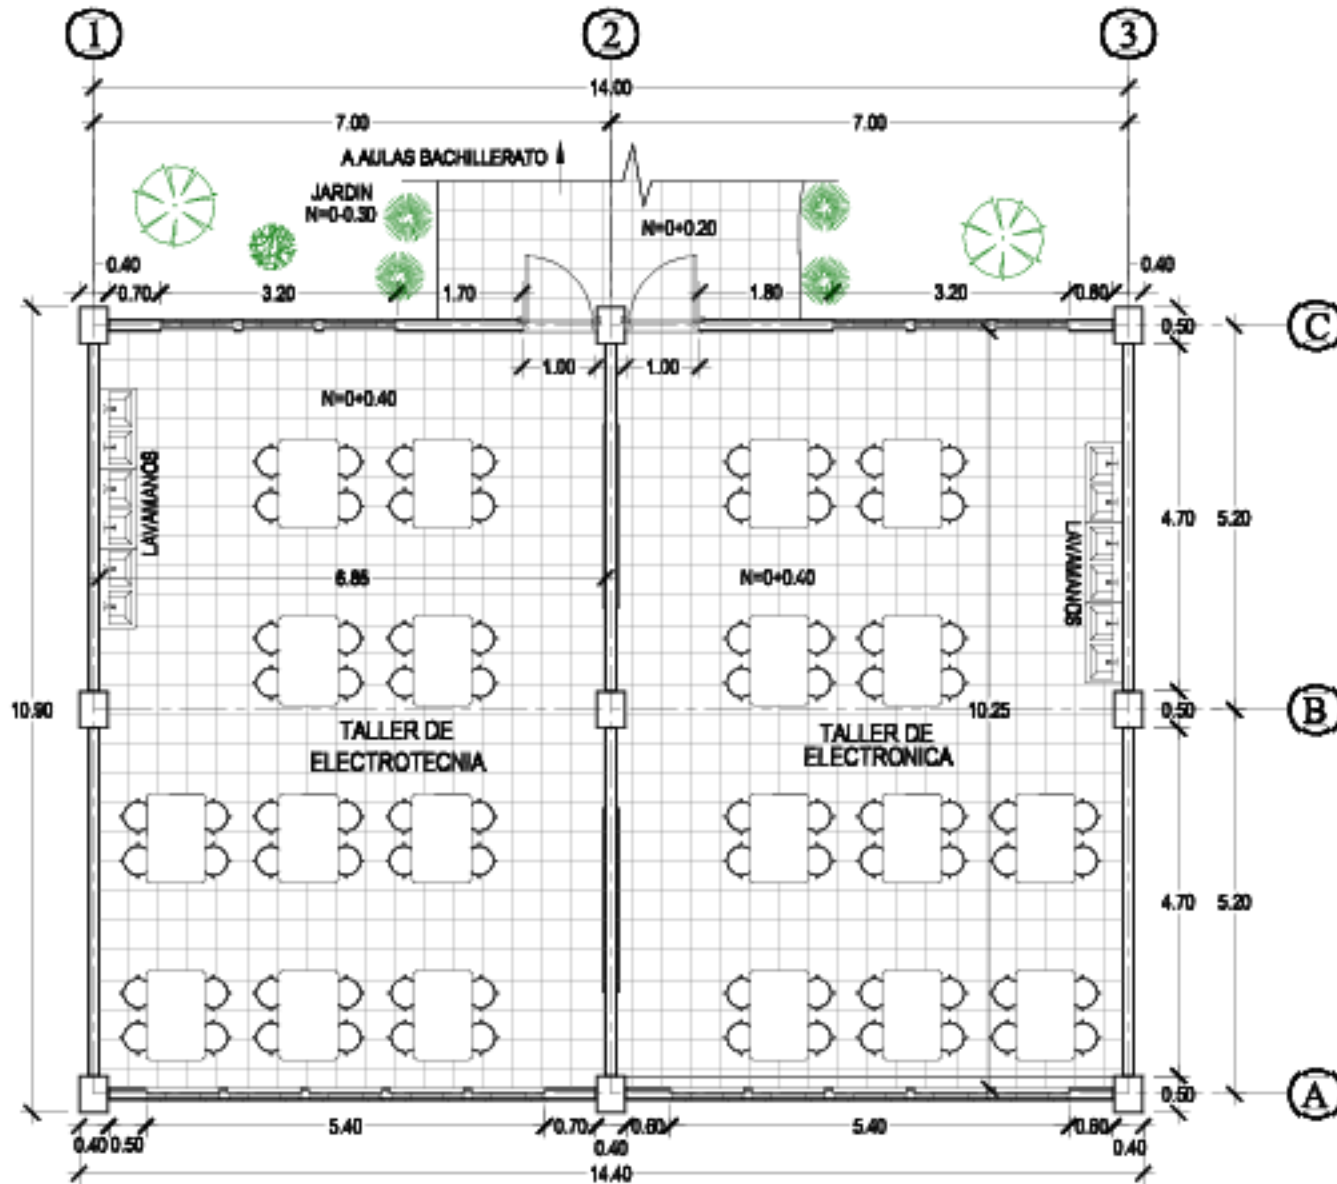 1 2 3
14.00
7.00 7.00
A AULAS BACHILLERATO
JARDIN
N=0-0.30
N=0+0.20
0.40 0.40
0.70 3.20 1.70 1.80 3.20 0.60
0.50 C
1.00 1.00
N=0+0.40
LAVAMANOS
4.70 5.20
LAVAMANOS
6.85 N=0+0.40
10.90 10.25 0.50 B
TALLER DE
ELECTROTECNIA
TALLER DE
ELECTRONICA
4.70 5.20
0.50 A
0.40 0.50 5.40 0.70 0.40 0.60 5.40 0.60 0.40
14.40